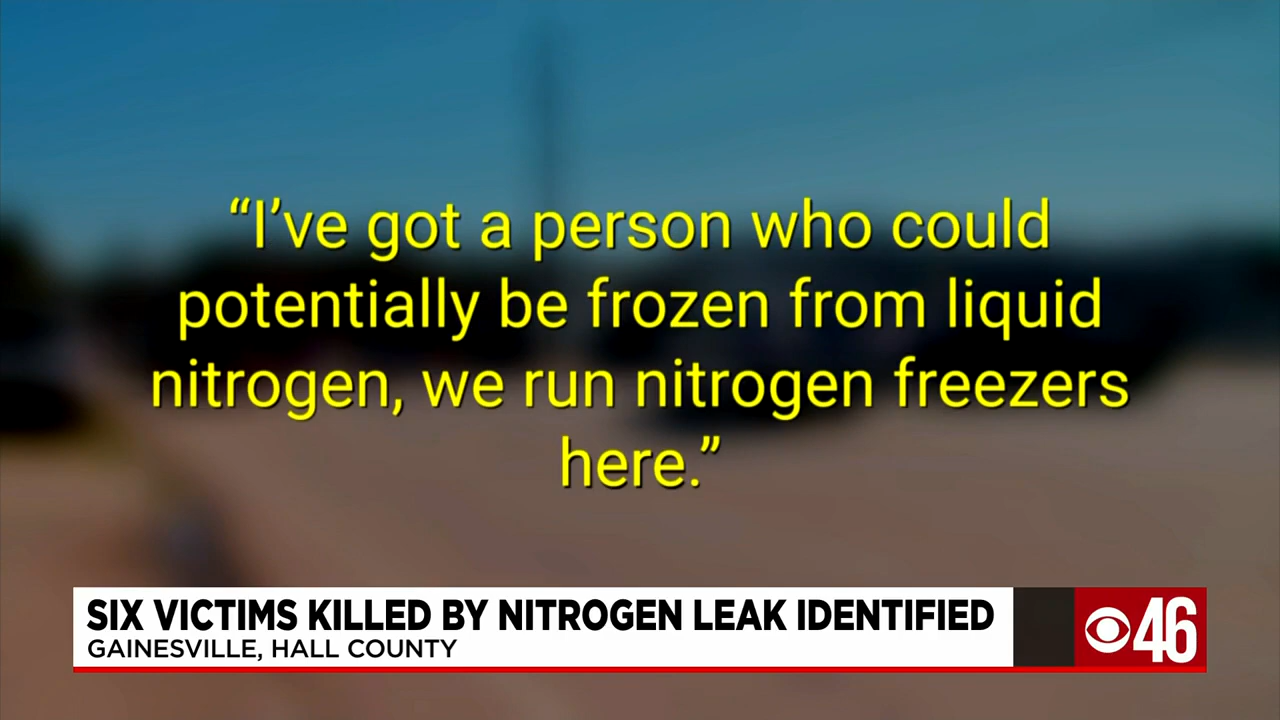 “I’ve got a person who could
potentially be frozen from liquid
nitrogen, we run nitrogen freezers
here.”
SIX VICTIMS KILLED BY NITROGEN LEAK IDENTIFIED
GAINESVILLE, HALL COUNTY
46